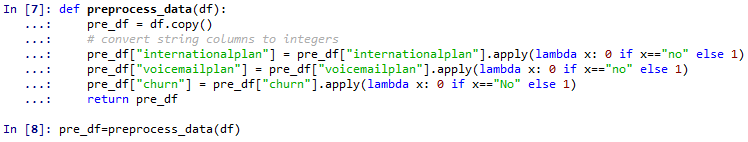 In [7]: def preprocess_data(df):
   ...:     pre_df = df.copy()
   ...:     # convert string columns to integers
   ...:     pre_df["internationalplan"] = pre_df["internationalplan"].apply(lambda x: 0 if x=="no" else 1)
   ...:     pre_df["voicemailplan"] = pre_df["voicemailplan"].apply(lambda x: 0 if x=="no" else 1)
   ...:     pre_df["churn"] = pre_df["churn"].apply(lambda x: 0 if x=="No" else 1)
   ...:     return pre_df
In [8]: pre_df=preprocess_data(df)